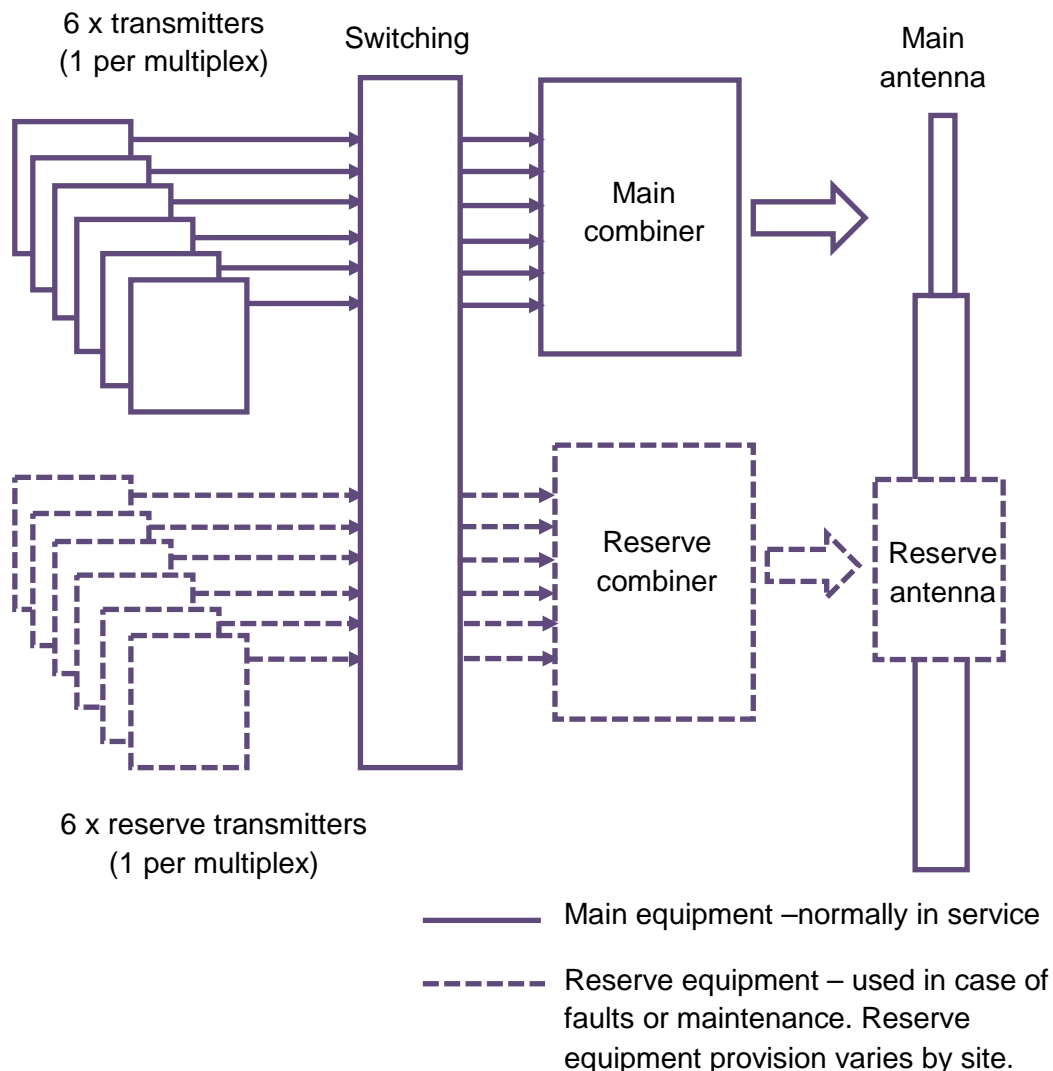 6 x transmitters
(1 per multiplex)
Switching
Main
antenna
Main
combiner
Reserve
combiner
Reserve
antenna
6 x reserve transmitters
(1 per multiplex)
Main equipment –normally in service
Reserve equipment – used in case of
faults or maintenance. Reserve
equipment provision varies by site.